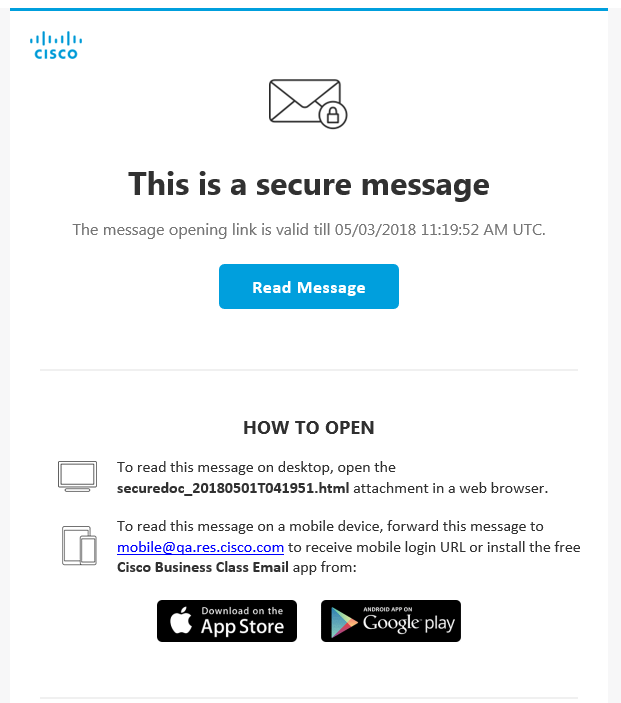 CISCO
This is a secure message
The message opening link is valid till 05/03/2018 11:19:52 AM UTC.
Read Message
HOW TO OPEN
To read this message on desktop, open the
securedoc_20180501T041951.html attachment in a web browser.
To read this message on a mobile device, forward this message to
mobile@qa.res.cisco.com to receive mobile login URL or install the free
Cisco Business Class Email app from:
Download on the
App Store
ANDROID APP ON
Google play